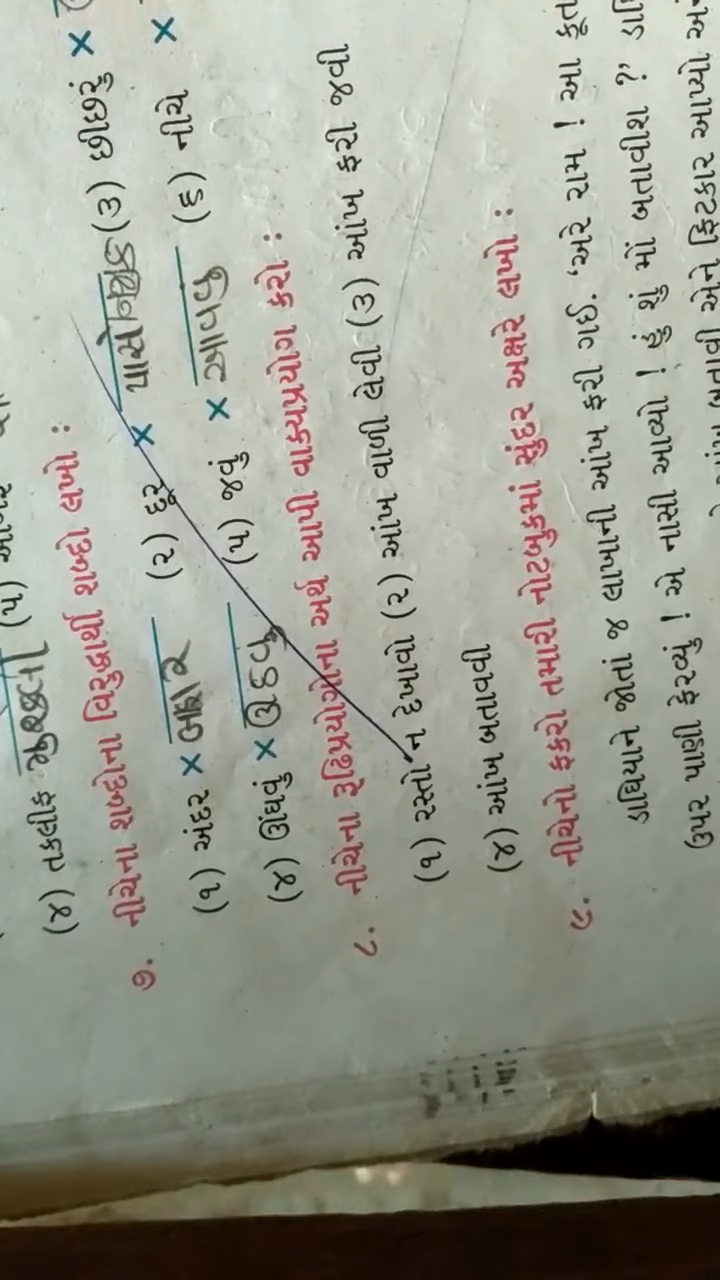 (૪) તકલીફ મુશ્કેલી (૫)
૭. નીચેના શબ્દોના વિરુદ્ધાર્થી શબ્દો લખો :
(૧) અંદર × બહાર (૨) દૂર × પાસે નજીક (૩) છીછરું ×
(૪) ઊંઘવું × ઊઠવુ (૫) જવું × આવવુ (૬) નીચે ×
૮. નીચેના રૂઢિપ્રયોગોના અર્થ આપી વાક્યપ્રયોગ કરો :
(૧) રસ્તો ન દેખાવો (૨) આંખ વાળી લેવી (૩) આંખ ફરી જવી
(૪) આંખ બતાવવી
૯. નીચેનો ફકરો તમારી નોટબુકમાં સુંદર અક્ષરે લખો :
ડાઘિયાને જોતાં જ લાખાની આંખ ફરી ગઈ. ‘અરે રામ ! આ કૂત
ઉપર પાણી ફેરવ્યું ! એ નાસી આવ્યો ! હું શું મોં બતાવીશ ?’ ડાઘિ
બતાવી એને ફિટકાર આપ્યો